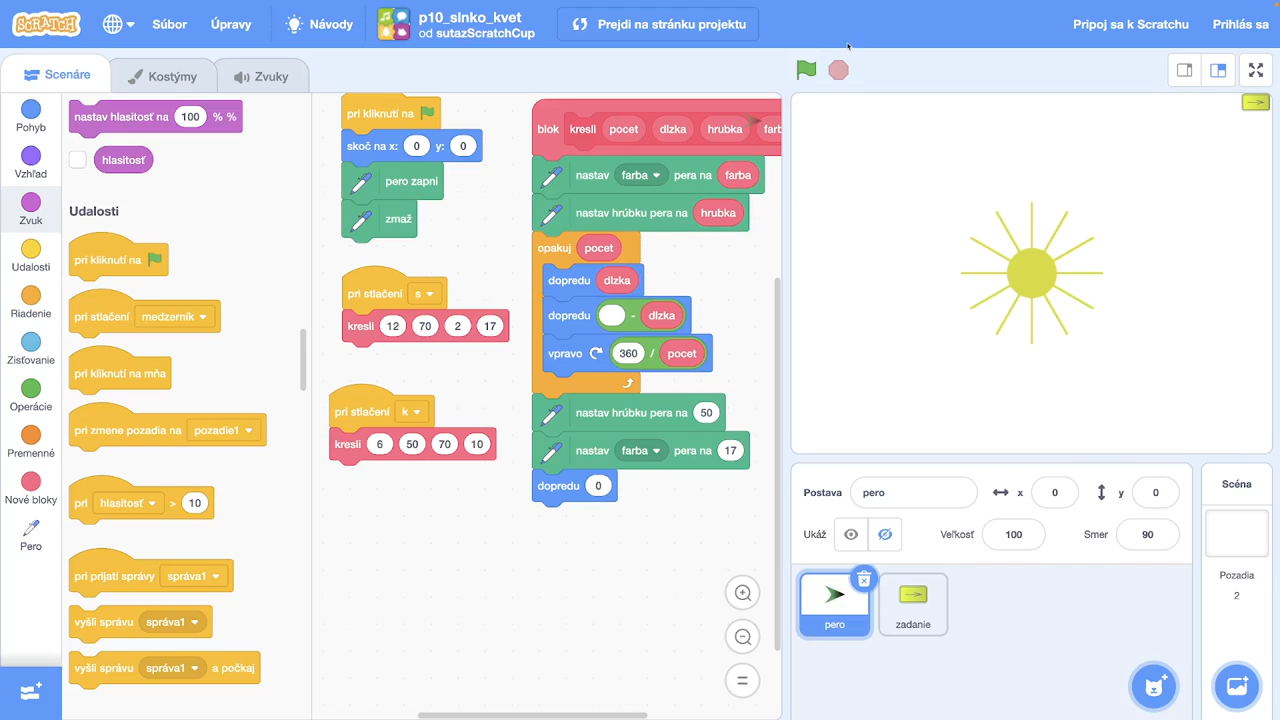 SCRATCH
Súbor
Úpravy
Návody
p10_slnko_kvet
od sutazScratchCup
Prejdi na stránku projektu
Pripoj sa k Scratchu
Prihlás sa
Scenáre
Kostýmy
Zvuky
Pohyb
Vzhľad
Zvuk
Udalosti
Riadenie
Zisťovanie
Operácie
Premenné
Nové bloky
Pero
nastav hlasitosť na 100 % %
hlasitosť
Udalosti
pri kliknutí na
pri stlačení medzerník
pri kliknutí na mňa
pri zmene pozadia na pozadie1
pri hlasitosť > 10
pri prijatí správy správa1
vyšli správu správa1
vyšli správu správa1 a počkaj
pri kliknutí na
skoč na x: 0 y: 0
pero zapni
zmaž
pri stlačení s
kresli 12 70 2 17
pri stlačení k
kresli 6 50 70 10
blok kresli pocet dlzka hrubka farb
nastav farba pera na farba
nastav hrúbku pera na hrubka
opakuj pocet
dopredu dlzka
dopredu - dlzka
vpravo 360 / pocet
nastav hrúbku pera na 50
nastav farba pera na 17
dopredu 0
Postava pero x 0 y 0
Ukáž Veľkosť 100 Smer 90
pero
zadanie
Scéna
Pozadia
2